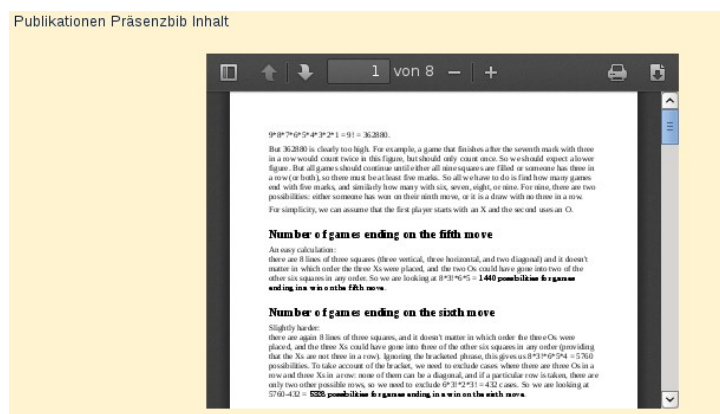 Publikationen Präsenzbib Inhalt
1 von 8
9*8*7*6*5*4*3*2*1 = 9! = 362880.
But 362880 is clearly too high. For example, a game that finishes after the seventh mark with three
in a row would count twice in this figure, but should only count once. So we should expect a lower
figure. But all games should continue until either all nine squares are filled or someone has three in
a row (or both), so there must be at least five marks. So all we have to do is find how many games
end with five marks, and similarly how many with six, seven, eight, or nine. For nine, there are two
possibilities: either someone has won on their ninth move, or it is a draw with no three in a row.
For simplicity, we can assume that the first player starts with an X and the second uses an O.
Number of games ending on the fifth move
An easy calculation:
there are 8 lines of three squares (three vertical, three horizontal, and two diagonal) and it doesn't
matter in which order the three Xs were placed, and the two Os could have gone into two of the
other six squares in any order. So we are looking at 8*3!*6*5 = 1440 possibilities for games
ending in a win on the fifth move.
Number of games ending on the sixth move
Slightly harder:
there are again 8 lines of three squares, and it doesn't matter in which order the three Os were
placed, and the three Xs could have gone into three of the other six squares in any order (providing
that the Xs are not three in a row). Ignoring the bracketed phrase, this gives us 8*3!*6*5*4 = 5760
possibilities. To take account of the bracket, we need to exclude cases where there are three Os in a
row and three Xs in a row: none of them can be a diagonal, and if a particular row is taken, there are
only two other possible rows, so we need to exclude 6*3!*2*3! = 432 cases. So we are looking at
5760-432 = 5328 possibilities for games ending in a win on the sixth move.